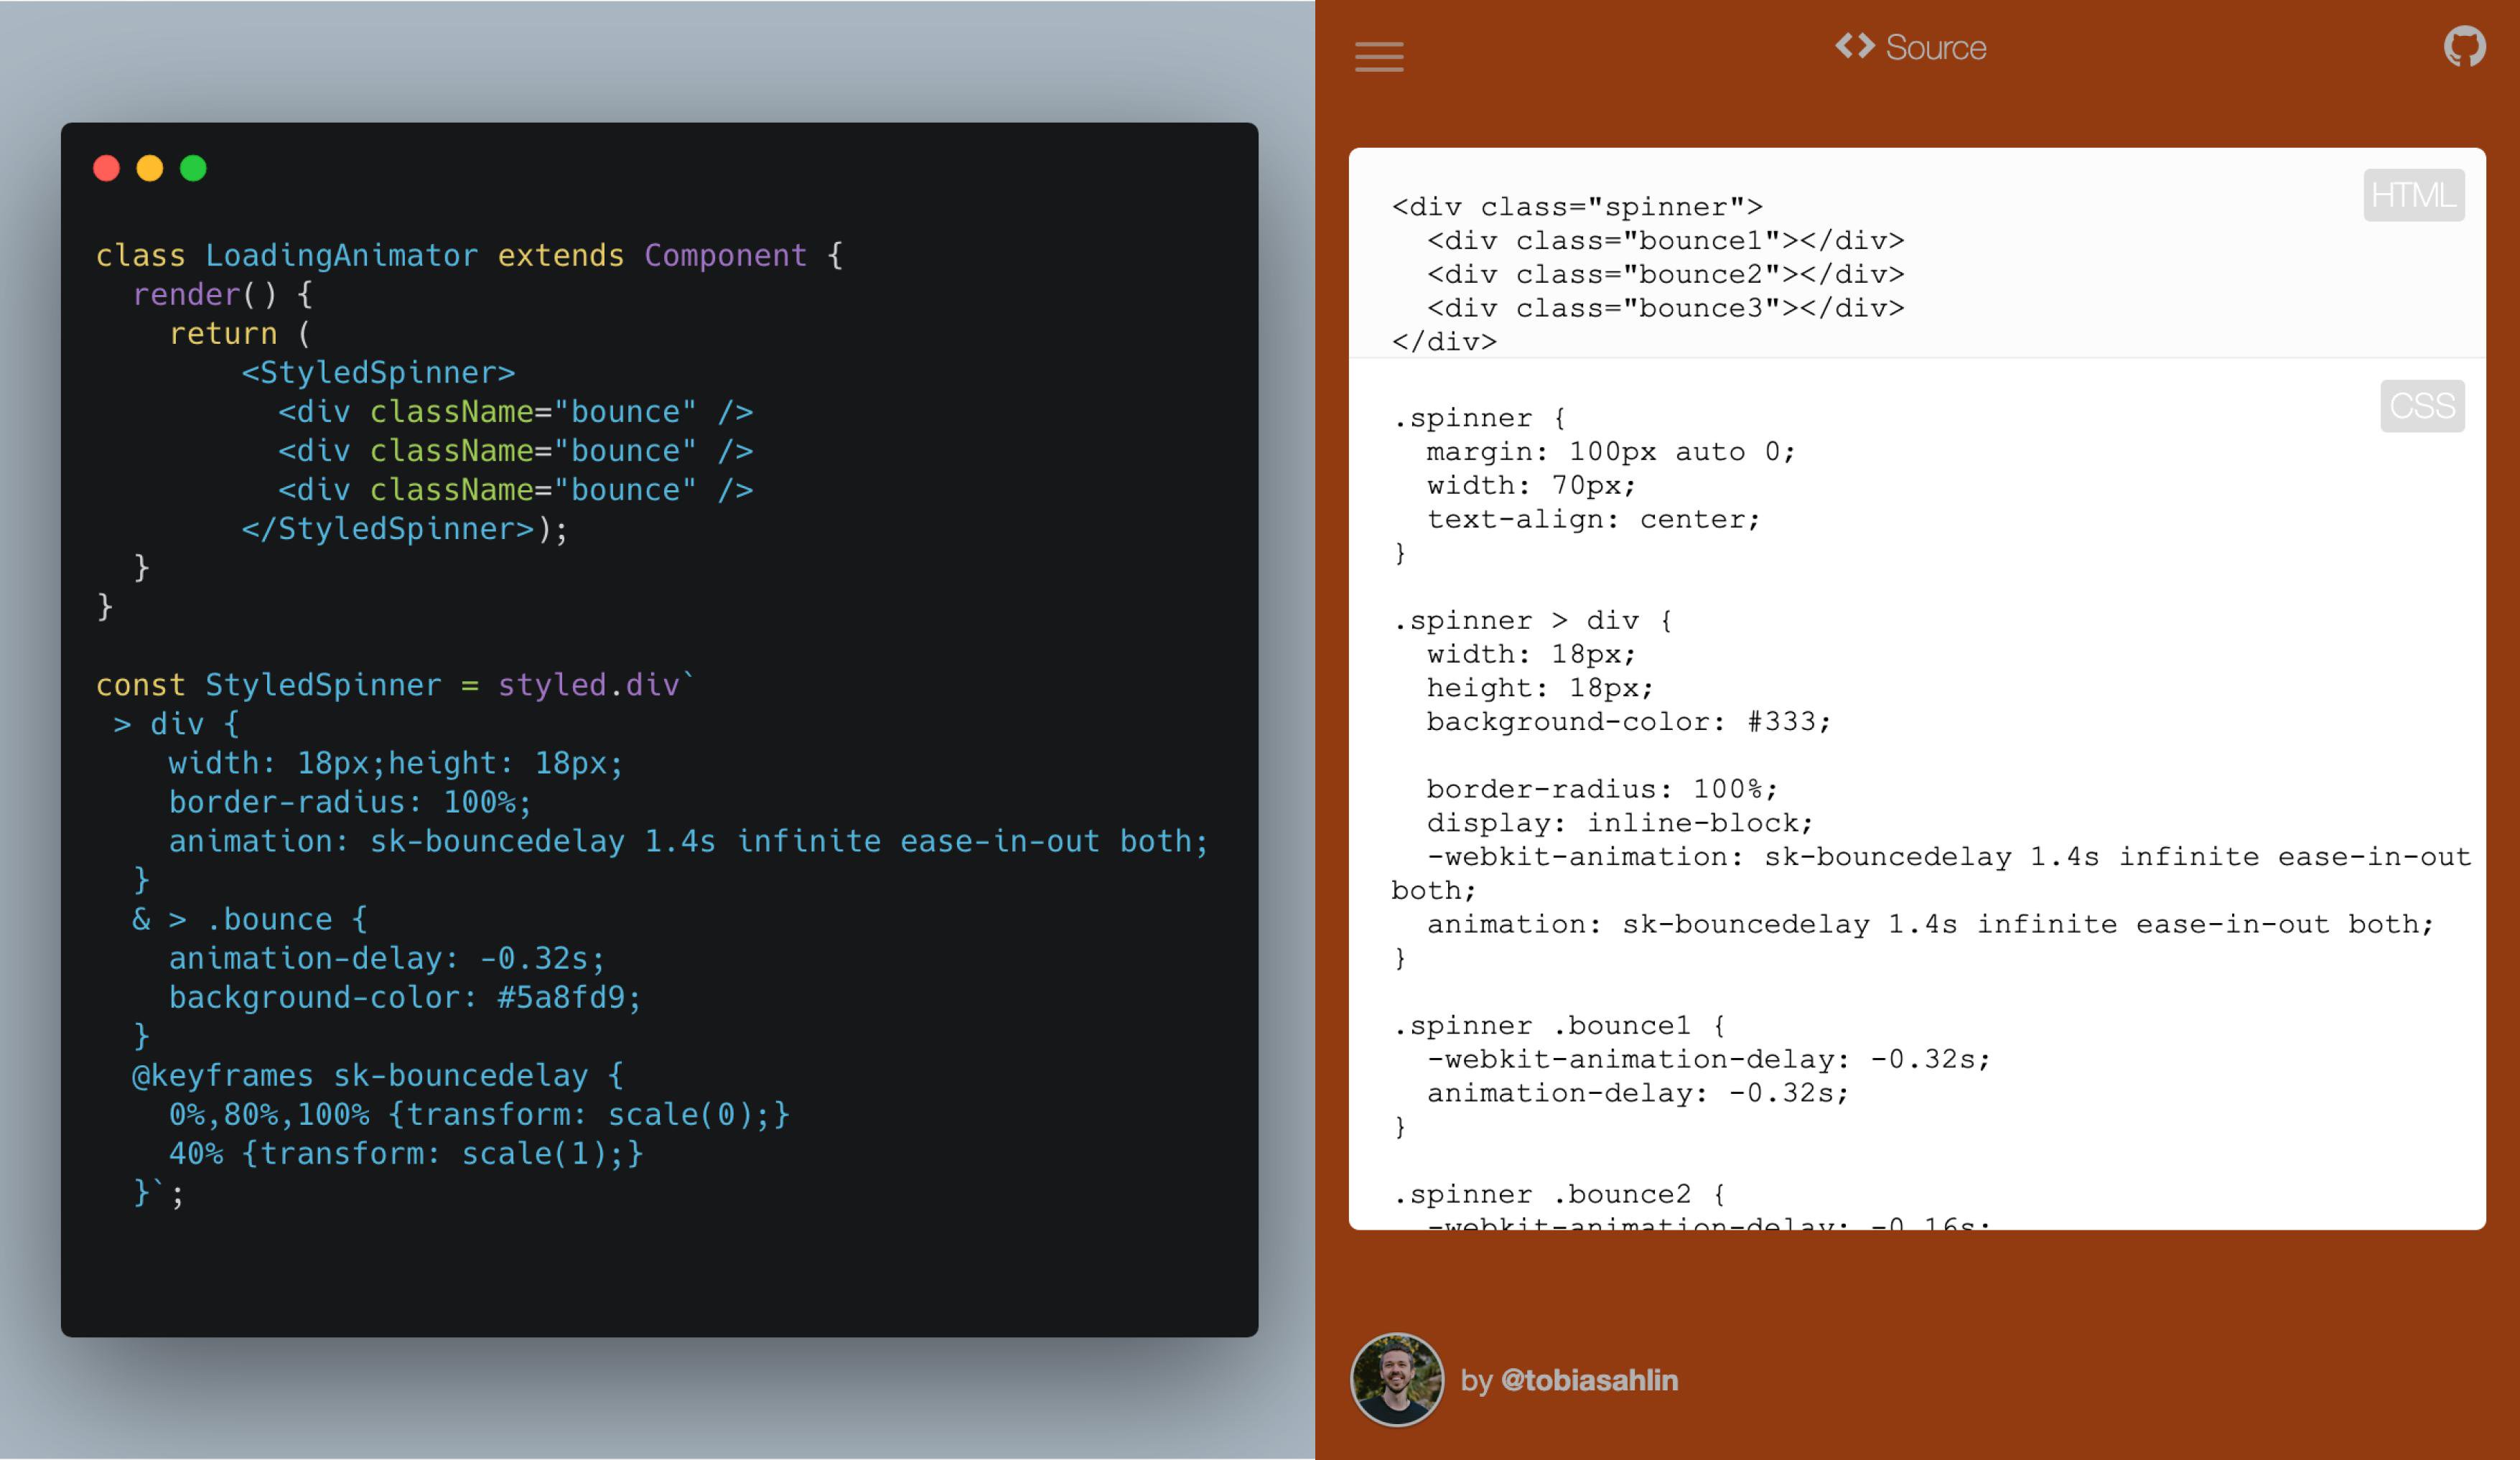 class LoadingAnimator extends Component {
  render() {
    return (
        <StyledSpinner>
          <div className="bounce" />
          <div className="bounce" />
          <div className="bounce" />
        </StyledSpinner>);
  }
}

const StyledSpinner = styled.div`
 > div {
    width: 18px;height: 18px;
    border-radius: 100%;
    animation: sk-bouncedelay 1.4s infinite ease-in-out both;
  }
  & > .bounce {
    animation-delay: -0.32s;
    background-color: #5a8fd9;
  }
  @keyframes sk-bouncedelay {
    0%,80%,100% {transform: scale(0);}
    40% {transform: scale(1);}
  }`;
<> Source
HTML
<div class="spinner">
  <div class="bounce1"></div>
  <div class="bounce2"></div>
  <div class="bounce3"></div>
</div>
CSS
.spinner {
  margin: 100px auto 0;
  width: 70px;
  text-align: center;
}

.spinner > div {
  width: 18px;
  height: 18px;
  background-color: #333;

  border-radius: 100%;
  display: inline-block;
  -webkit-animation: sk-bouncedelay 1.4s infinite ease-in-out
both;
  animation: sk-bouncedelay 1.4s infinite ease-in-out both;
}

.spinner .bounce1 {
  -webkit-animation-delay: -0.32s;
  animation-delay: -0.32s;
}

.spinner .bounce2 {
  -webkit-animation-delay: -0.16s;
by @tobiasahlin